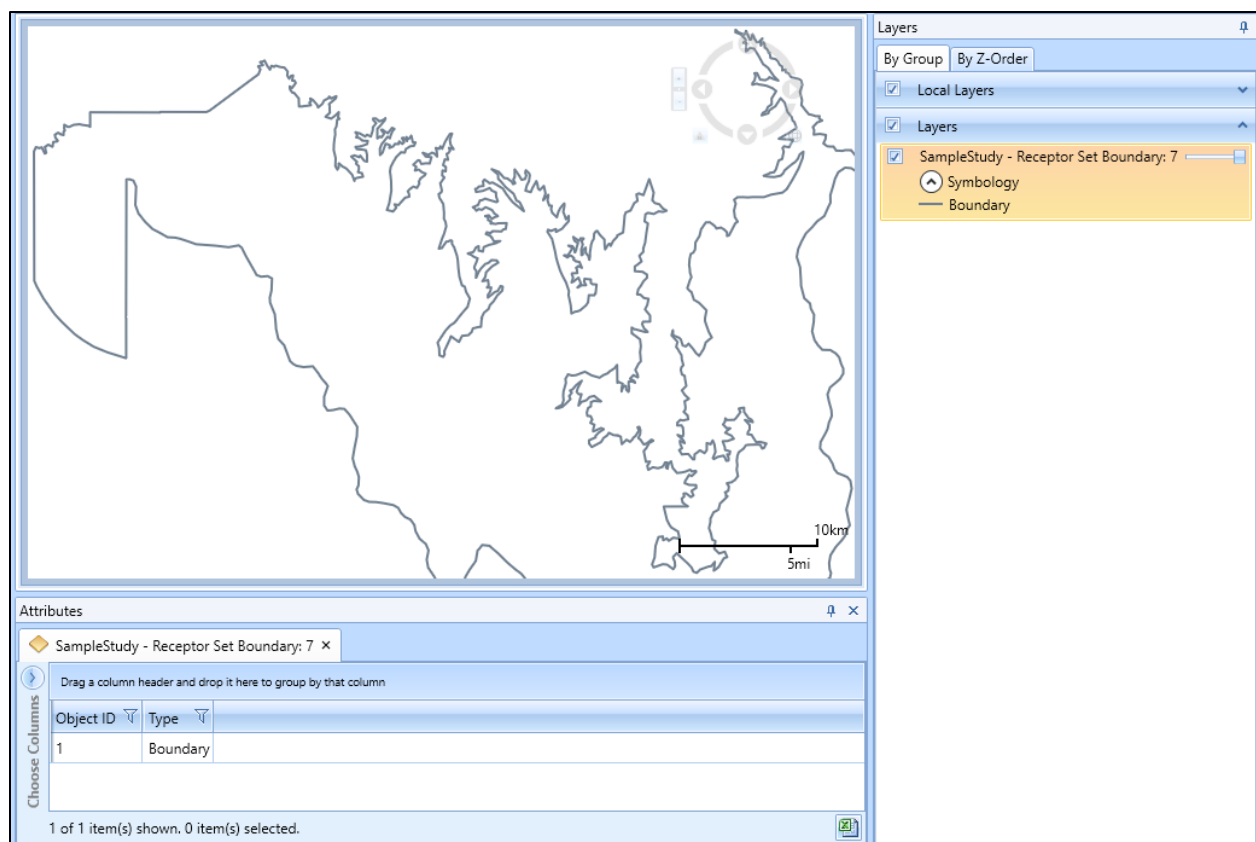 10km
5mi
Layers
By Group By Z-Order
Local Layers
Layers
SampleStudy - Receptor Set Boundary: 7
Symbology
Boundary
Attributes
SampleStudy - Receptor Set Boundary: 7
Choose Columns
Drag a column header and drop it here to group by that column
Object ID Type
1 Boundary
1 of 1 item(s) shown. 0 item(s) selected.